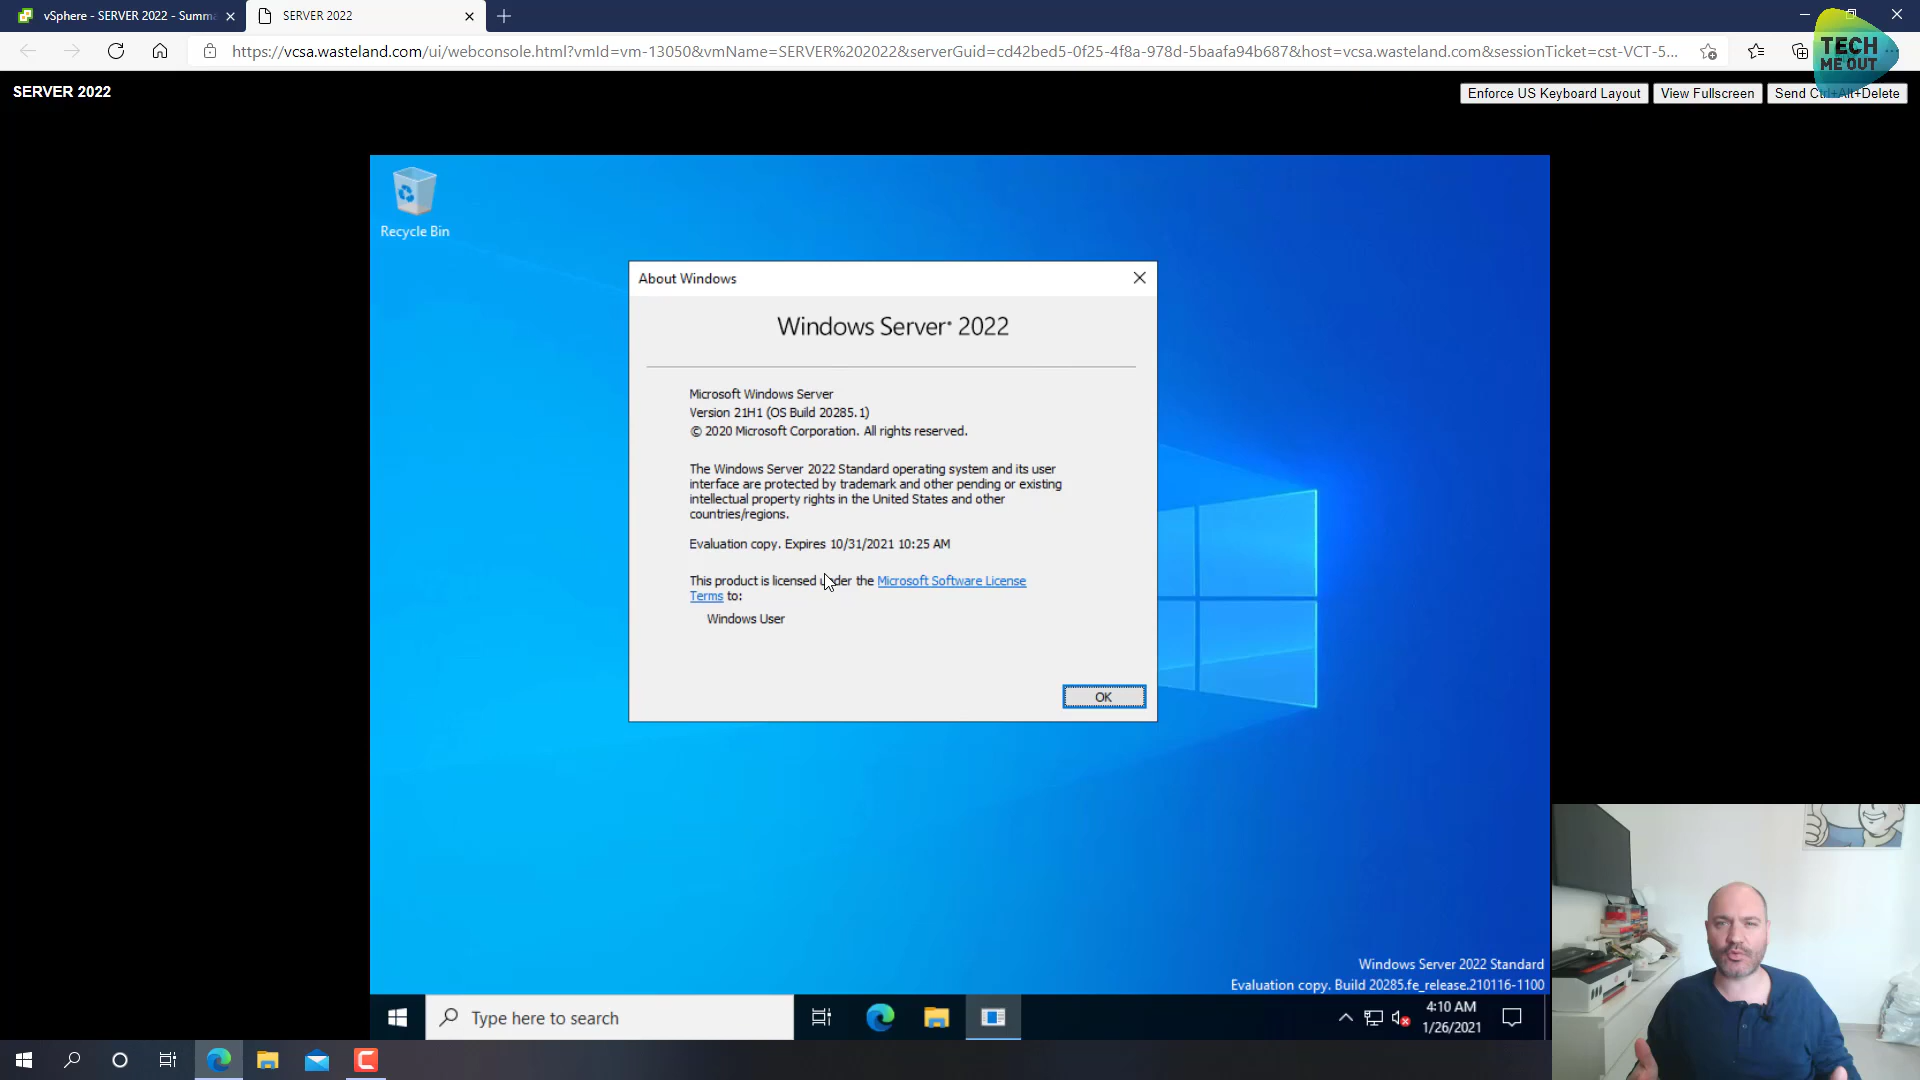 vSphere - SERVER 2022 - Summa
SERVER 2022
https://vcsa.wasteland.com/ui/webconsole.html?vmId=vm-13050&vmName=SERVER%202022&serverGuid=cd42bed5-0f25-4f8a-978d-5baafa94b687&host=vcsa.wasteland.com&sessionTicket=cst-VCT-5...
TECH
ME OUT
SERVER 2022
Enforce US Keyboard Layout
View Fullscreen
Send Ctrl+Alt+Delete
Recycle Bin
About Windows
Windows Server® 2022
Microsoft Windows Server
Version 21H1 (OS Build 20285.1)
© 2020 Microsoft Corporation. All rights reserved.
The Windows Server 2022 Standard operating system and its user
interface are protected by trademark and other pending or existing
intellectual property rights in the United States and other
countries/regions.
Evaluation copy. Expires 10/31/2021 10:25 AM
This product is licensed under the Microsoft Software License
Terms to:
Windows User
OK
Windows Server 2022 Standard
Evaluation copy. Build 20285.fe_release.210116-1100
Type here to search
4:10 AM
1/26/2021